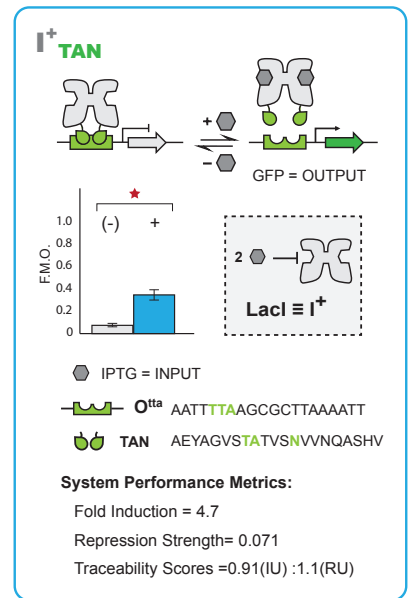 I+
TAN
+
−
GFP = OUTPUT
F.M.O.
1.0
0.8
0.6
0.4
0.2
0
(-) +
2
LacI ≡ I+
IPTG = INPUT
Otta AATTTTAAGCGCTTAAAATT
TAN AEYAGVSTATVSNVVNQASHV
System Performance Metrics:
Fold Induction = 4.7
Repression Strength= 0.071
Traceability Scores =0.91(IU) :1.1(RU)